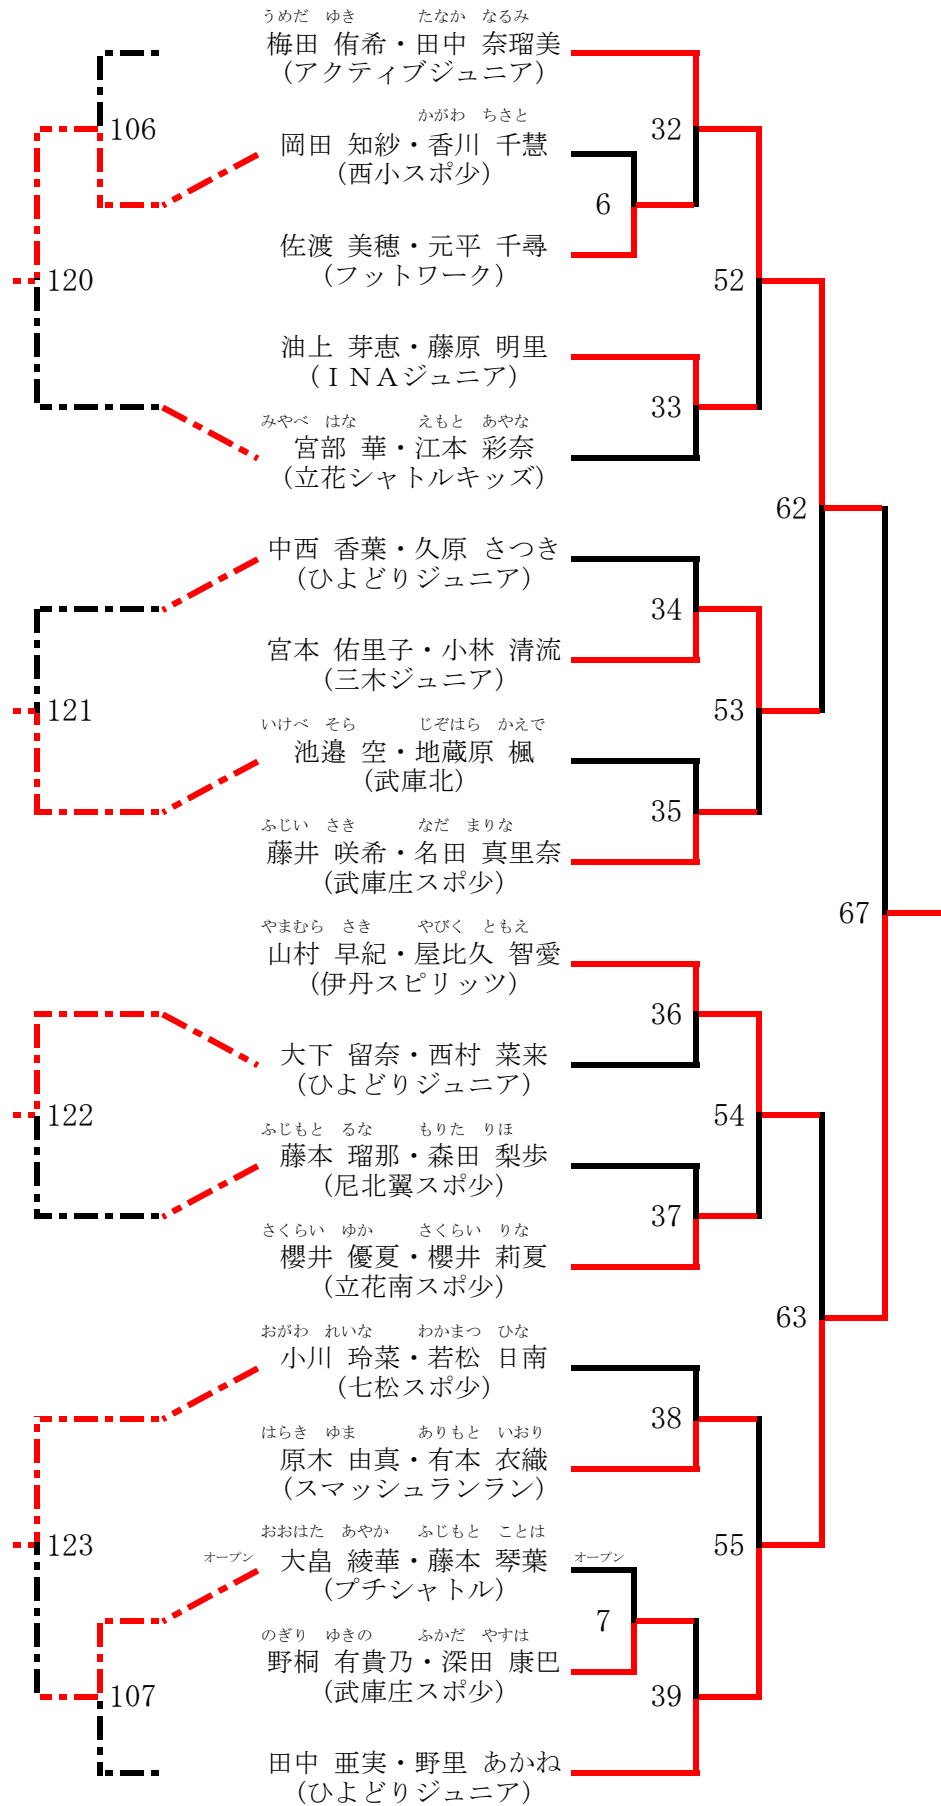 うめだ ゆき たなか なるみ
梅田 侑希・田中 奈瑠美
(アクティブジュニア)
106
32
かがわ ちさと
岡田 知紗・香川 千慧
(西小スポ少)
6
佐渡 美穂・元平 千尋
(フットワーク)
120
52
油上 芽恵・藤原 明里
(ＩＮＡジュニア)
33
みやべ はな えもと あやな
宮部 華・江本 彩奈
(立花シャトルキッズ)
62
中西 香葉・久原 さつき
(ひよどりジュニア)
34
宮本 佑里子・小林 清流
(三木ジュニア)
121
53
いけべ そら じぞはら かえで
池邉 空・地蔵原 楓
(武庫北)
35
ふじい さき なだ まりな
藤井 咲希・名田 真里奈
(武庫庄スポ少)
67
やまむら さき やびく ともえ
山村 早紀・屋比久 智愛
(伊丹スピリッツ)
36
大下 留奈・西村 菜来
(ひよどりジュニア)
122
54
ふじもと るな もりた りほ
藤本 瑠那・森田 梨歩
(尼北翼スポ少)
37
さくらい ゆか さくらい りな
櫻井 優夏・櫻井 莉夏
(立花南スポ少)
63
おがわ れいな わかまつ ひな
小川 玲菜・若松 日南
(七松スポ少)
38
はらき ゆま ありもと いおり
原木 由真・有本 衣織
(スマッシュランラン)
123
55
おおはた あやか ふじもと ことは
オープン 大畠 綾華・藤本 琴葉 オープン
(プチシャトル)
7
のぎり ゆきの ふかだ やすは
野桐 有貴乃・深田 康巴
(武庫庄スポ少)
107
39
田中 亜実・野里 あかね
(ひよどりジュニア)